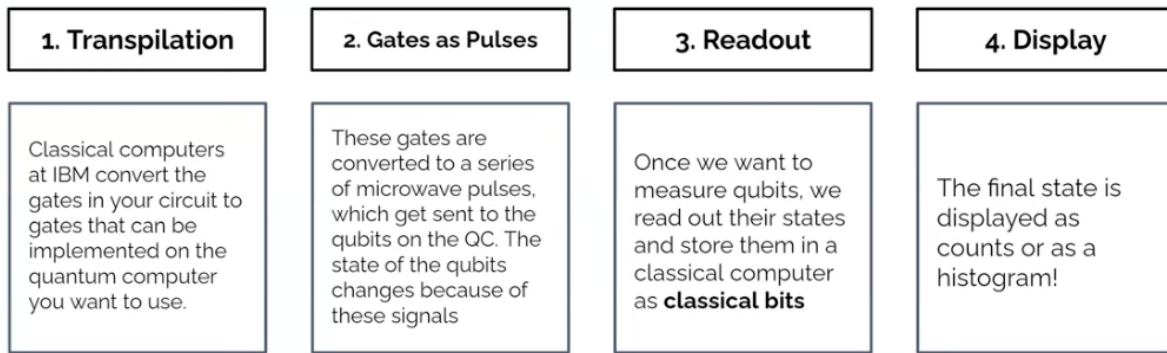 1. Transpilation
2. Gates as Pulses
3. Readout
4. Display
Classical computers
at IBM convert the
gates in your circuit to
gates that can be
implemented on the
quantum computer
you want to use.
These gates are
converted to a series
of microwave pulses,
which get sent to the
qubits on the QC. The
state of the qubits
changes because of
these signals
Once we want to
measure qubits, we
read out their states
and store them in a
classical computer
as classical bits
The final state is
displayed as
counts or as a
histogram!